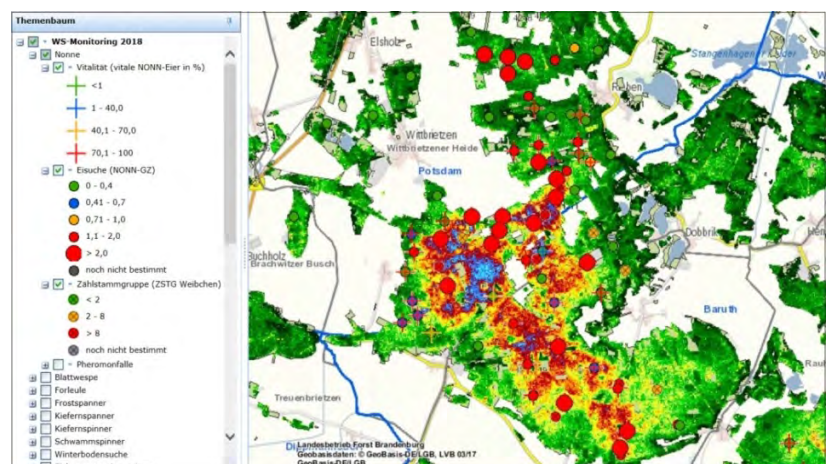 Themenbaum
WS-Monitoring 2018
Nonne
Vitalität (vitale NONN-Eier in %)
<1
1 - 40,0
40,1 - 70,0
70,1 - 100
Eisuche (NONN-GZ)
0 - 0,4
0,41 - 0,7
0,71 - 1,0
1,1 - 2,0
> 2,0
noch nicht bestimmt
Zählstammgruppe (ZSTG Weibchen)
< 2
2 - 8
> 8
noch nicht bestimmt
Pheromonfalle
Blattwespe
Forleule
Frostspanner
Kiefernspanner
Kiefernspinner
Schwammspinner
Winterbodensuche
Elsholz
Wittbrietzen
Wittbrietzener Heide
Potsdam
Buchholz
Brachwitzer Busch
Dobbrik
Baruth
Treuenbrietzen
Landesbetrieb Forst Brandenburg
Geobasisdaten: © GeoBasis-DE/LGB, LVB 03/17
GeoBasis-DE/LGB